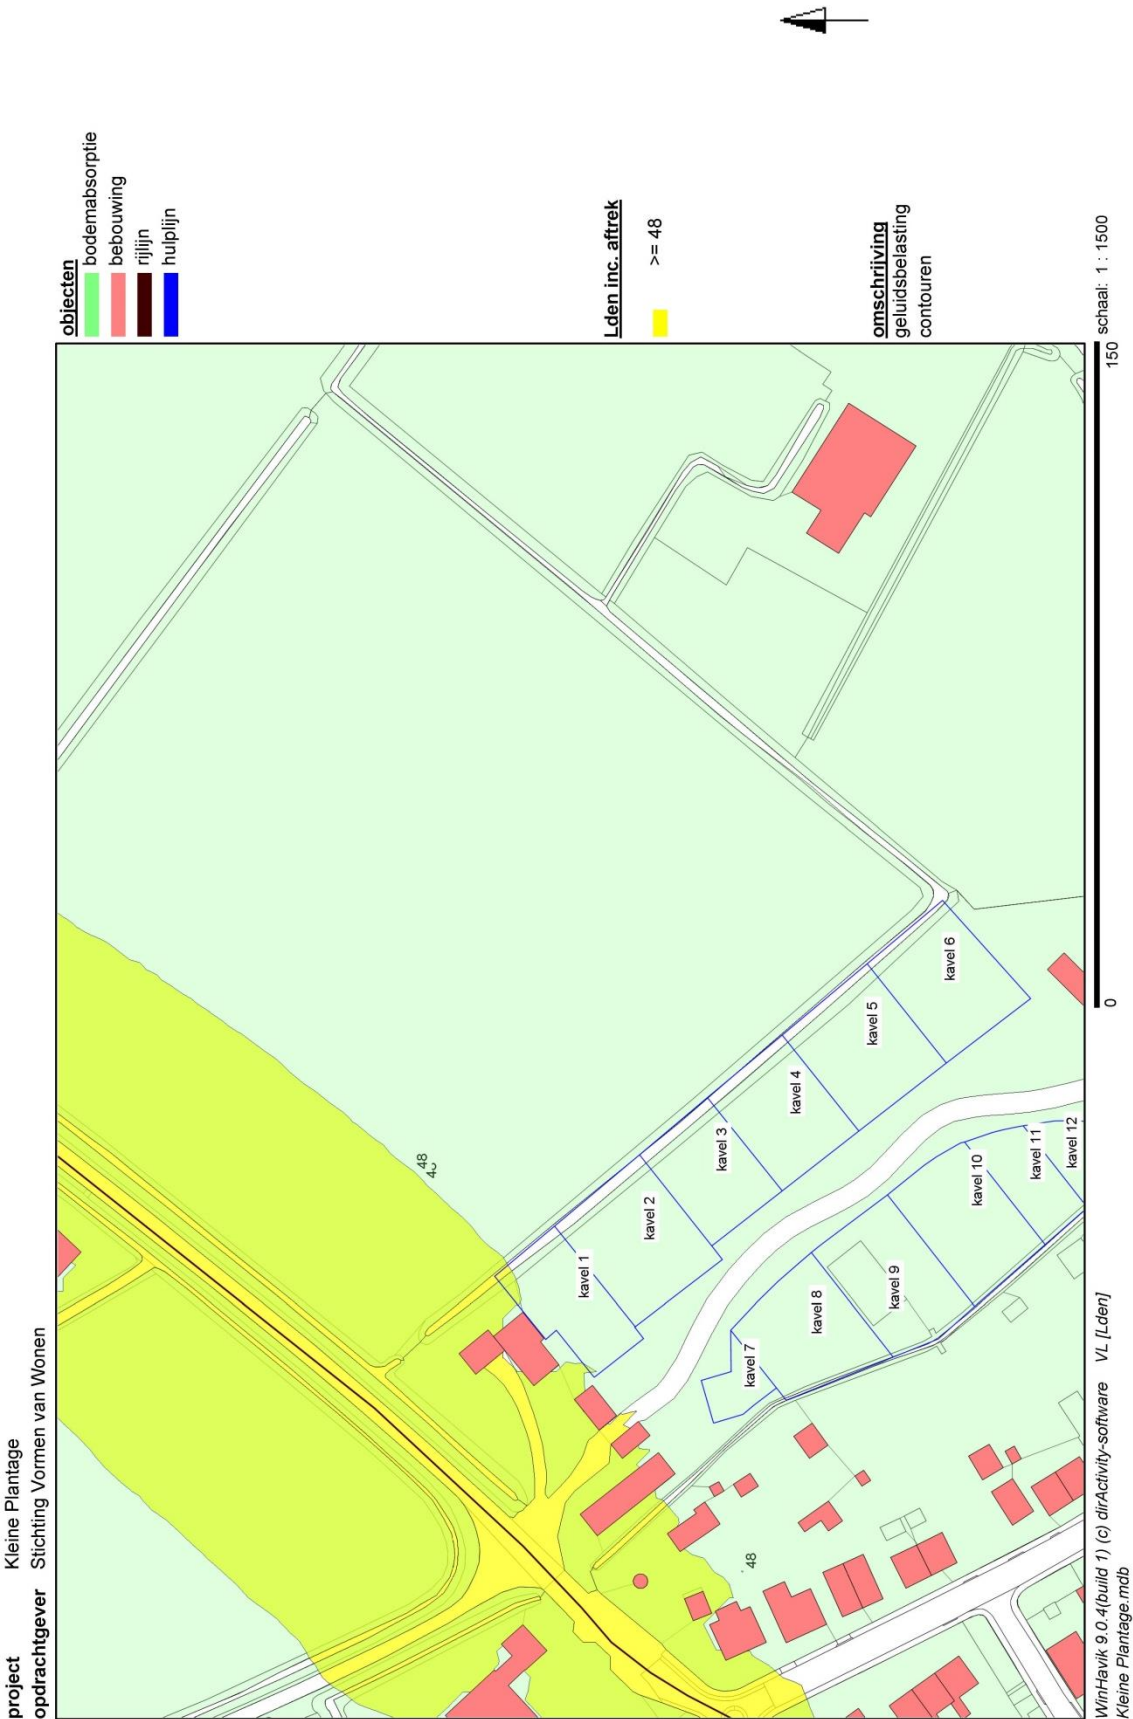 project Kleine Plantage
opdrachtgever Stichting Vormen van Wonen
objecten
bodemabsorptie
bebouwing
rijlijn
hulplijn
Lden inc. aftrek
>= 48
omschrijving
geluidsbelasting
contouren
48
48
kavel 1
kavel 2
kavel 3
kavel 4
kavel 5
kavel 6
kavel 7
kavel 8
kavel 9
kavel 10
kavel 11
kavel 12
0
150
schaal: 1 : 1500
WinHavik 9.0.4(build 1) (c) dirActivity-software VL [Lden]
Kleine Plantage.mdb